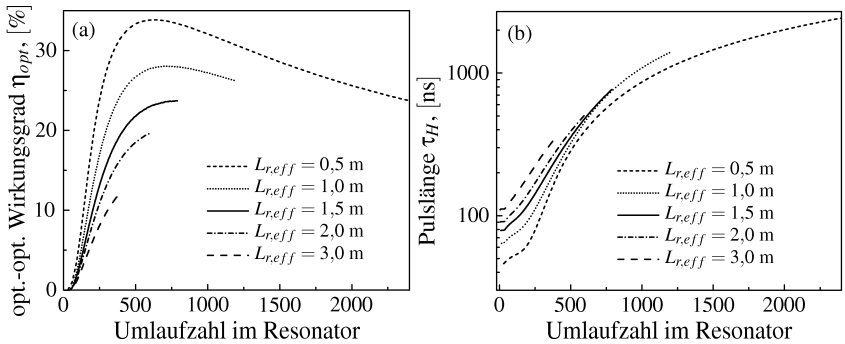 (a)
opt.-opt. Wirkungsgrad η_opt, [%]
30
20
10
0
0 500 1000 1500 2000
Umlaufzahl im Resonator
L_r,eff = 0,5 m
L_r,eff = 1,0 m
L_r,eff = 1,5 m
L_r,eff = 2,0 m
L_r,eff = 3,0 m
(b)
Pulslänge τ_H, [ns]
1000
100
0 500 1000 1500 2000
Umlaufzahl im Resonator
L_r,eff = 0,5 m
L_r,eff = 1,0 m
L_r,eff = 1,5 m
L_r,eff = 2,0 m
L_r,eff = 3,0 m